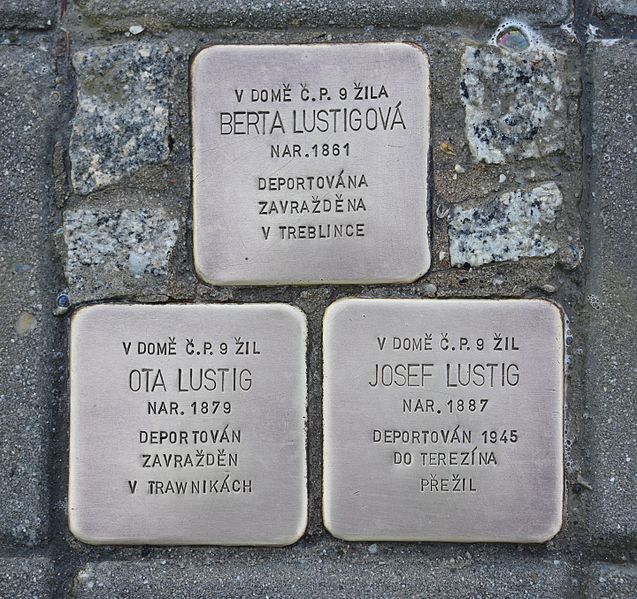 V DOMĚ Č.P. 9 ŽILA
BERTA LUSTIGOVÁ
NAR. 1861
DEPORTOVÁNA
ZAVRAŽDĚNA
V TREBLINCE
V DOMĚ Č.P. 9 ŽIL
OTA LUSTIG
NAR. 1879
DEPORTOVÁN
ZAVRAŽDĚN
V TRAWNIKÁCH
V DOMĚ Č.P. 9 ŽIL
JOSEF LUSTIG
NAR. 1887
DEPORTOVÁN 1945
DO TEREZÍNA
PŘEŽIL